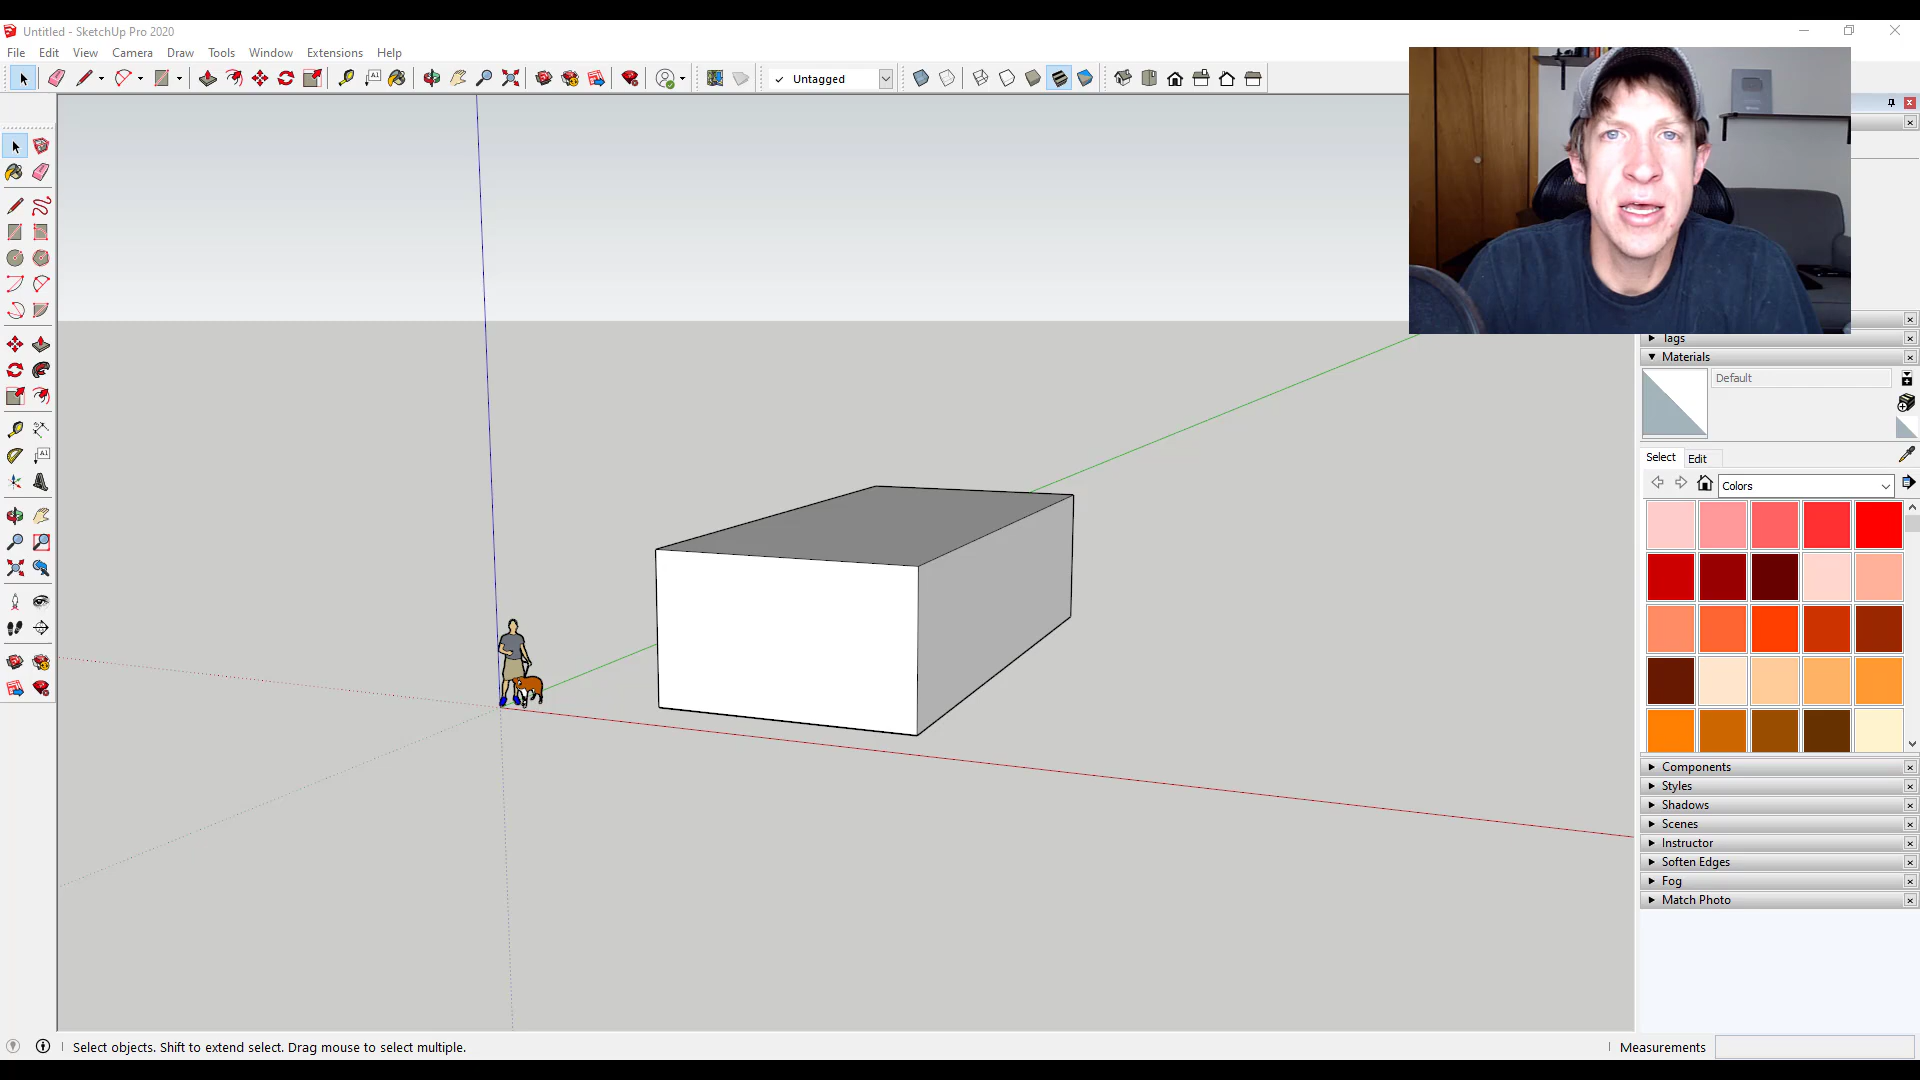 Untitled - SketchUp Pro 2020
File Edit View Camera Draw Tools Window Extensions Help
Untagged
Tags
Materials
Default
Select Edit
Colors
Components
Styles
Shadows
Scenes
Instructor
Soften Edges
Fog
Match Photo
Select objects. Shift to extend select. Drag mouse to select multiple.
Measurements